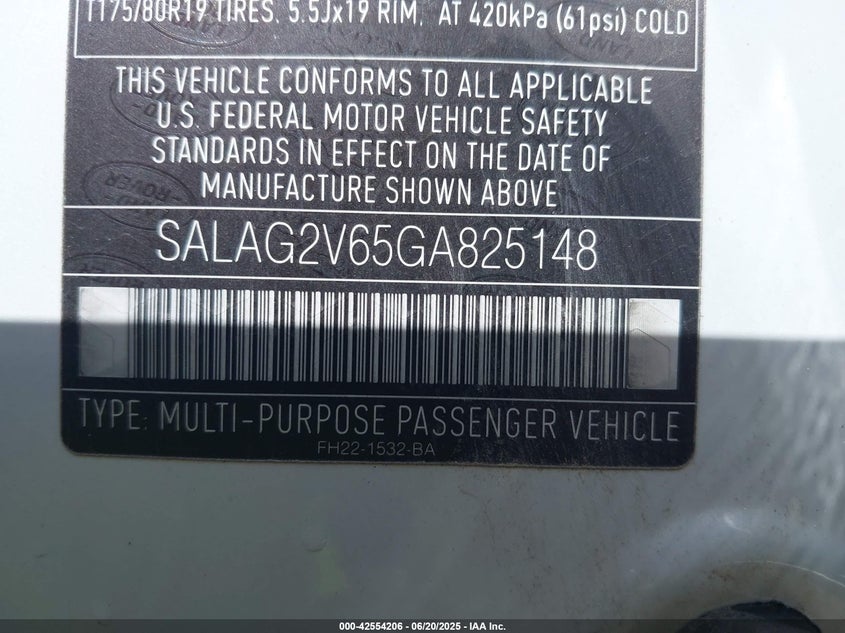 T175/80R19 TIRES, 5.5Jx19 RIM, AT 420kPa (61psi) COLD
THIS VEHICLE CONFORMS TO ALL APPLICABLE
U.S. FEDERAL MOTOR VEHICLE SAFETY
STANDARDS IN EFFECT ON THE DATE OF
MANUFACTURE SHOWN ABOVE
SALAG2V65GA825148
TYPE: MULTI-PURPOSE PASSENGER VEHICLE
FH22-1532-BA
000-42554206 - 06/20/2025 - IAA Inc.